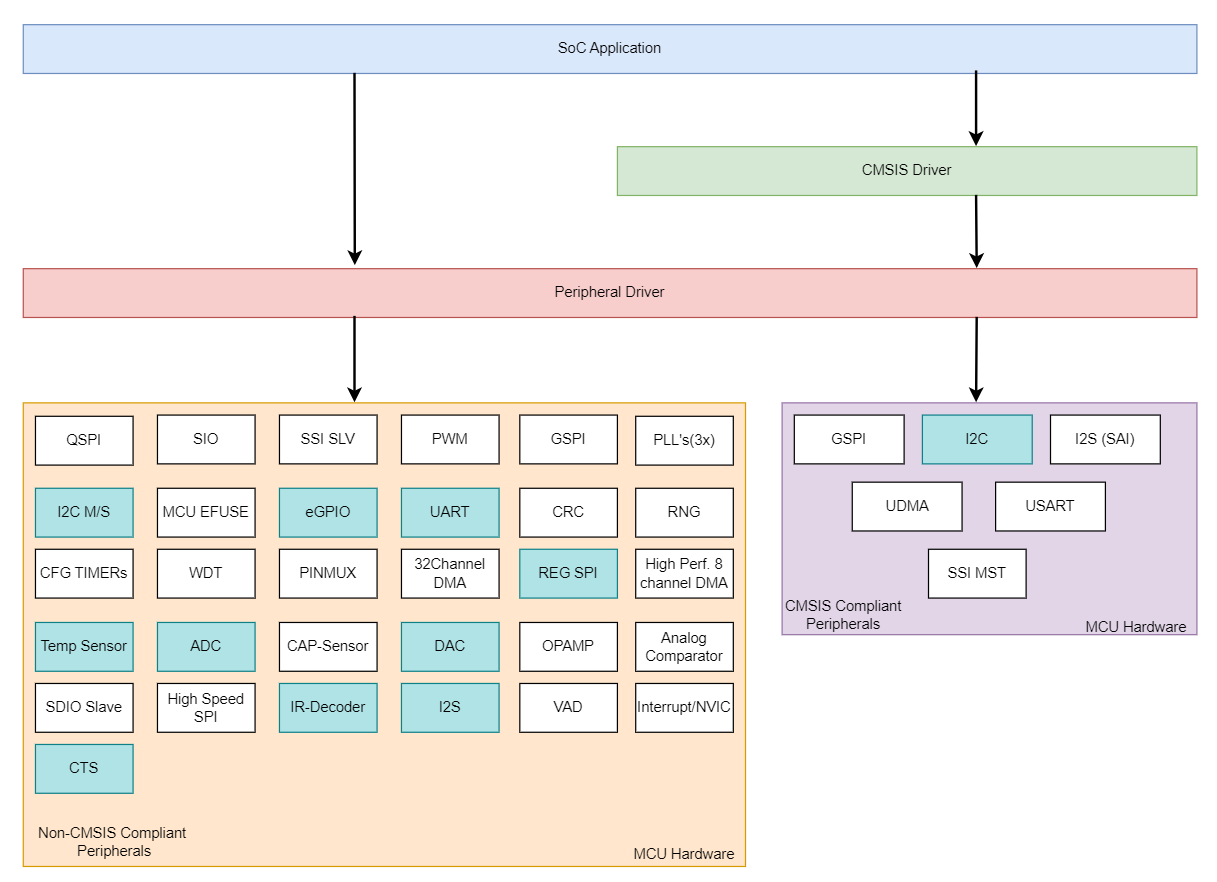 SoC Application
CMSIS Driver
Peripheral Driver
QSPI
SIO
SSI SLV
PWM
GSPI
PLL's(3x)
I2C M/S
MCU EFUSE
eGPIO
UART
CRC
RNG
CFG TIMERs
WDT
PINMUX
32Channel
DMA
REG SPI
High Perf. 8
channel DMA
Temp Sensor
ADC
CAP-Sensor
DAC
OPAMP
Analog
Comparator
SDIO Slave
High Speed
SPI
IR-Decoder
I2S
VAD
Interrupt/NVIC
CTS
Non-CMSIS Compliant
Peripherals
MCU Hardware
GSPI
I2C
I2S (SAI)
UDMA
USART
SSI MST
CMSIS Compliant
Peripherals
MCU Hardware